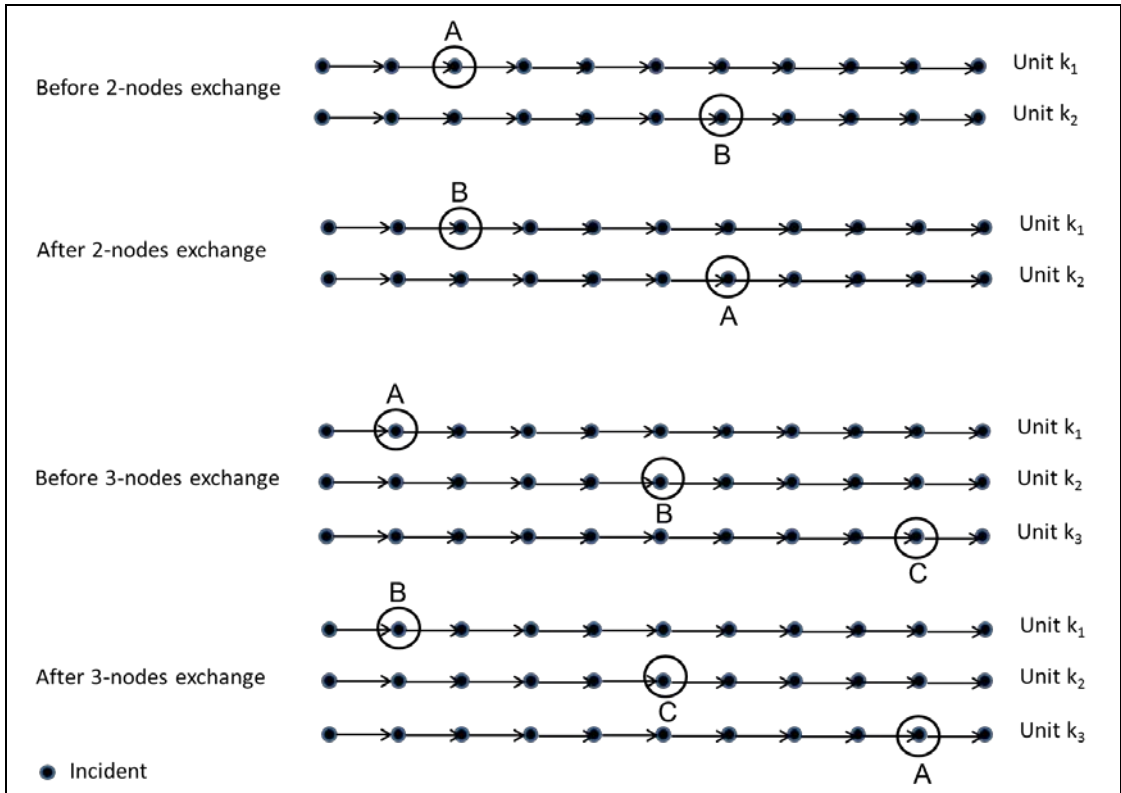 A
Before 2-nodes exchange
Unit k₁
Unit k₂
B
B
After 2-nodes exchange
Unit k₁
Unit k₂
A
A
Unit k₁
Before 3-nodes exchange
Unit k₂
B
Unit k₃
C
B
Unit k₁
After 3-nodes exchange
Unit k₂
C
Unit k₃
A
Incident